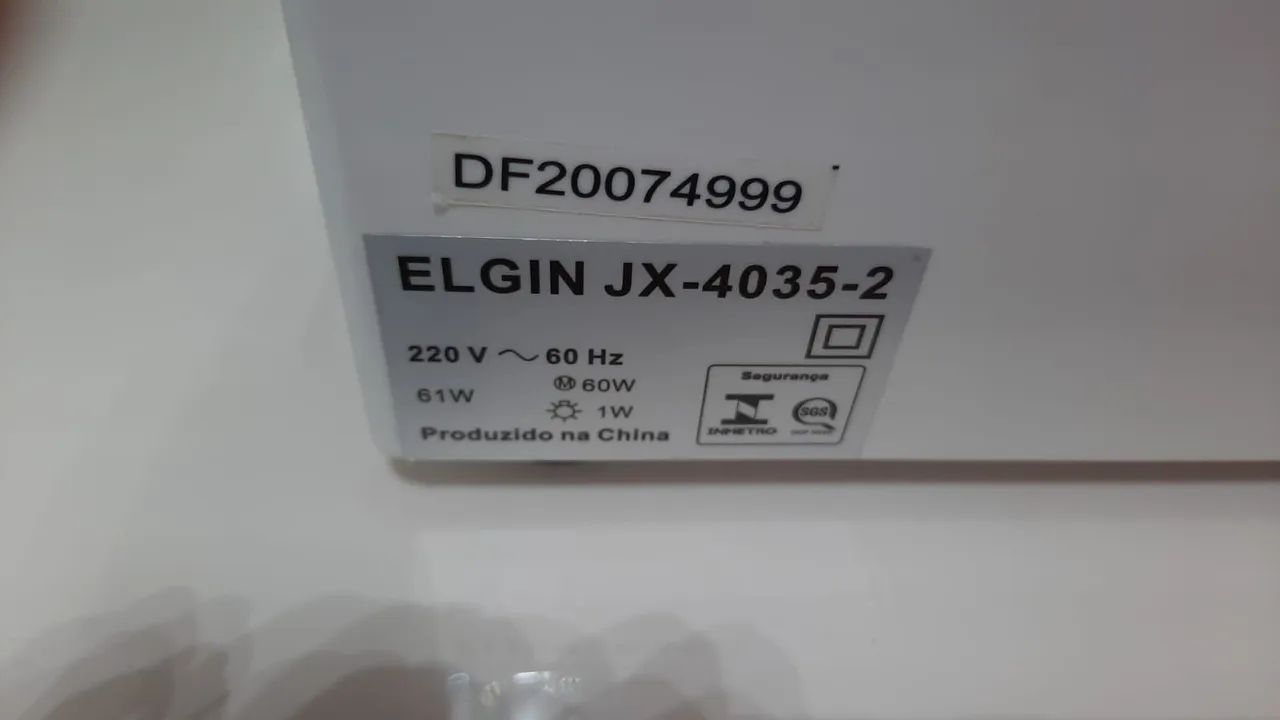 DF20074999
ELGIN JX-4035-2
220 V ~ 60 Hz
61W
M 60W
1W
Produzido na China
Segurança
INMETRO
SGS